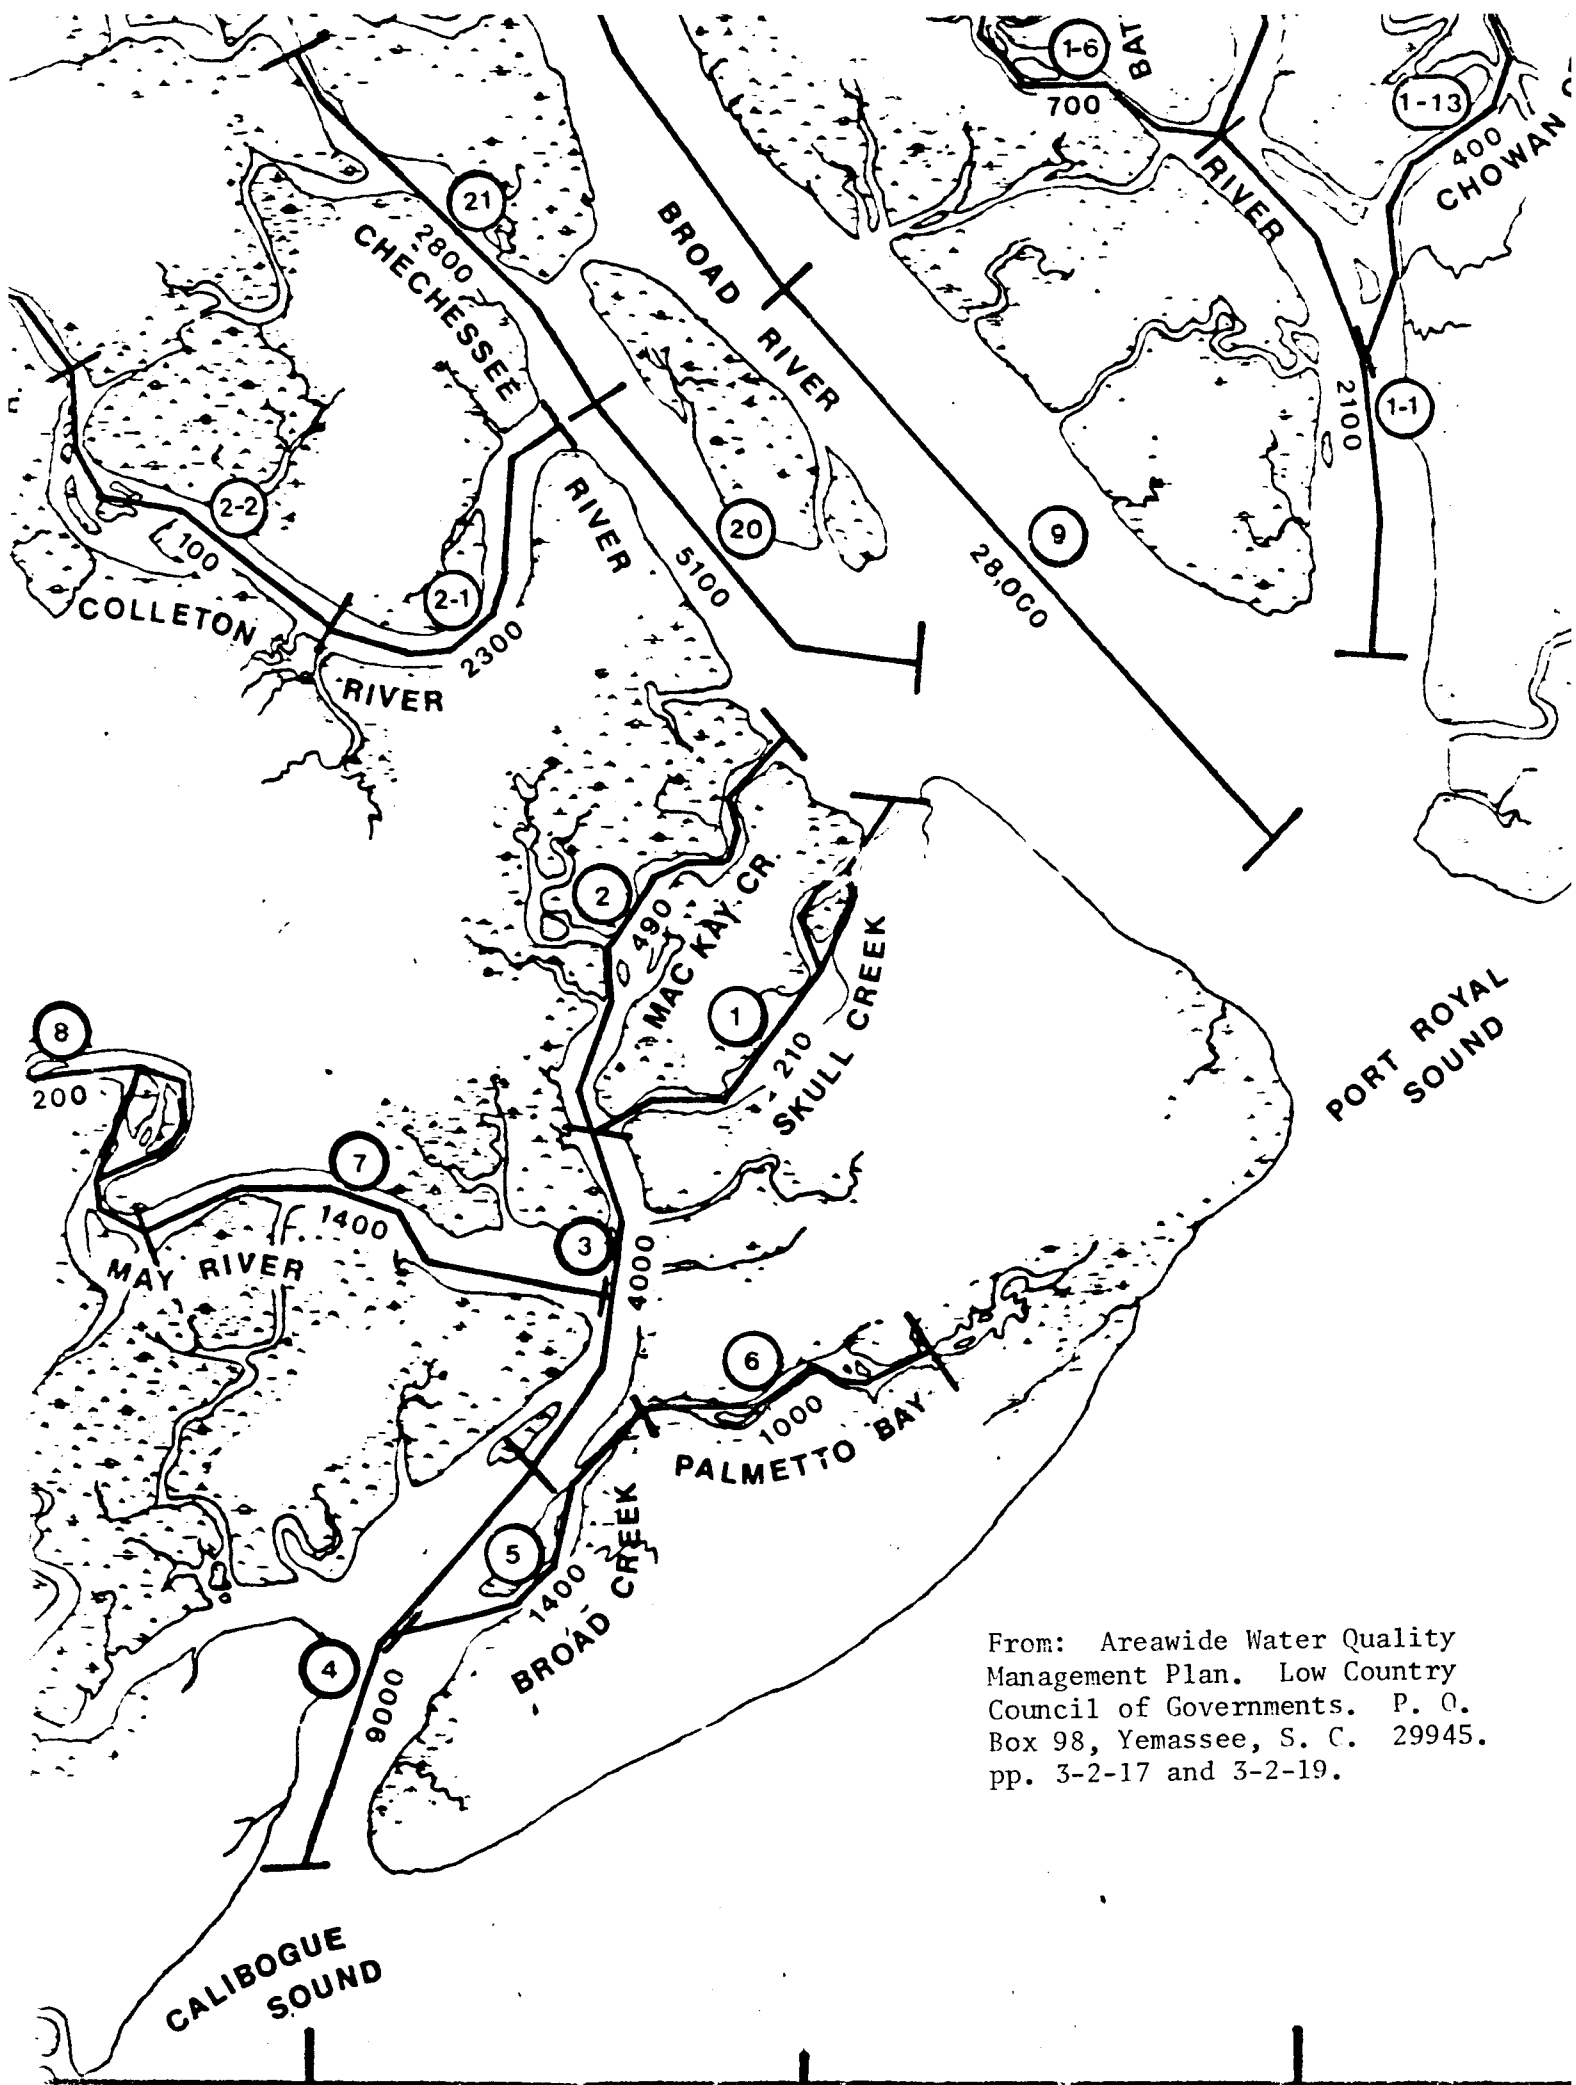 1-6
BAT
700
1-13
400
CHOWAN
RIVER
21
2800
CHECHESSEE
RIVER
BROAD
RIVER
2100
1-1
2-2
100
COLLETON
RIVER
2-1
2300
20
5100
9
28,000
2
490
MAC KAY CR.
1
210
SKULL CREEK
PORT ROYAL
SOUND
8
200
7
1400
MAY RIVER
3
4000
6
1000
PALMETTO BAY
5
1400
BROAD CREEK
4
9000
From: Areawide Water Quality
Management Plan. Low Country
Council of Governments. P. O.
Box 98, Yemassee, S. C. 29945.
pp. 3-2-17 and 3-2-19.
CALIBOGUE
SOUND